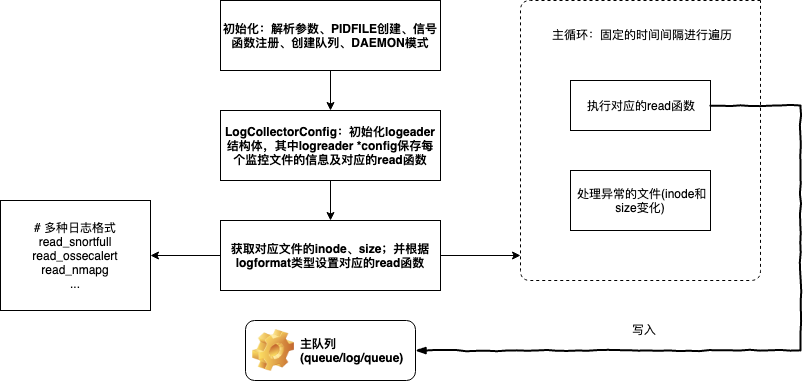 初始化：解析参数、PIDFILE创建、信号
函数注册、创建队列、DAEMON模式
LogCollectorConfig：初始化logeader
结构体，其中logreader *config保存每
个监控文件的信息及对应的read函数
获取对应文件的inode、size；并根据
logformat类型设置对应的read函数
# 多种日志格式
read_snortfull
read_ossecalert
read_nmapg
...
主循环：固定的时间间隔进行遍历
执行对应的read函数
处理异常的文件(inode和
size变化)
写入
主队列
(queue/log/queue)